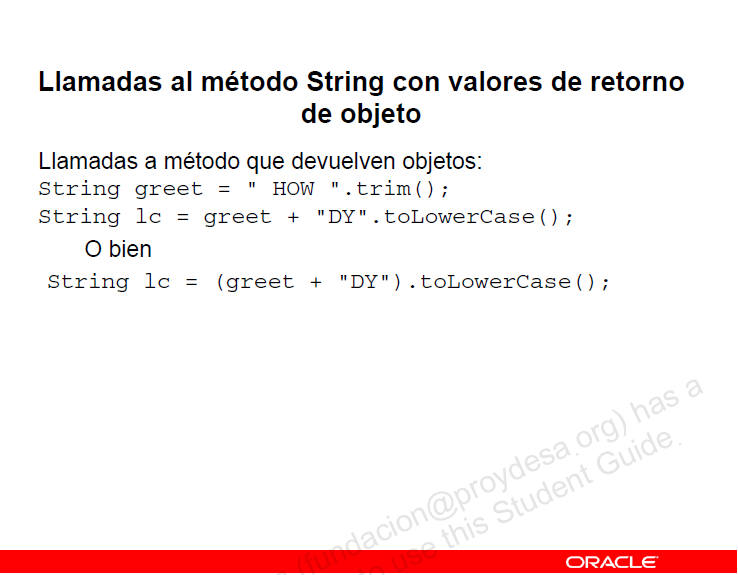 Llamadas al método String con valores de retorno
de objeto
Llamadas a método que devuelven objetos:
String greet = " HOW ".trim();
String lc = greet + "DY".toLowerCase();
O bien
String lc = (greet + "DY").toLowerCase();
(fundacion@proydesa.org) has a
to use this Student Guide.
ORACLE